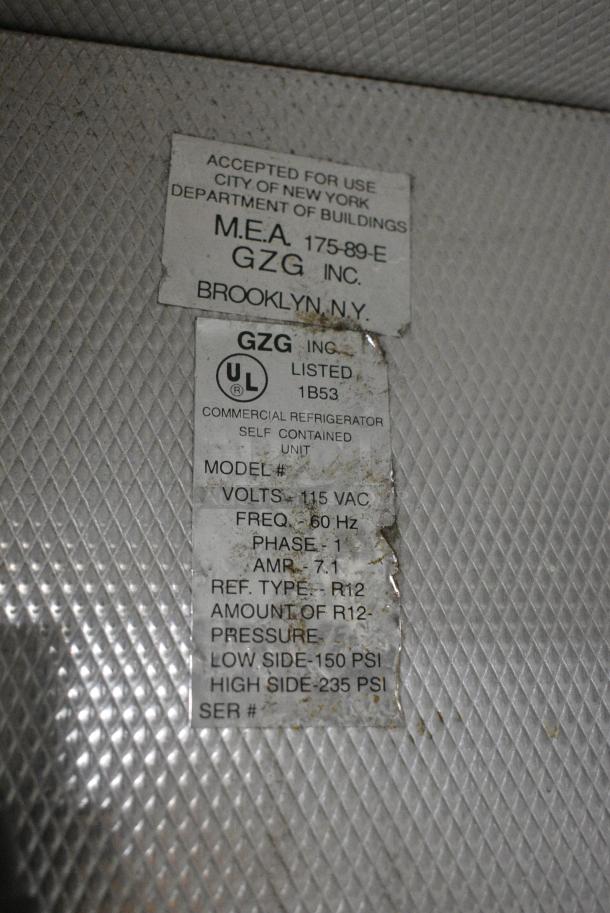 ACCEPTED FOR USE
CITY OF NEW YORK
DEPARTMENT OF BUILDINGS
M.E.A. 175-89-E
GZG INC.
BROOKLYN, N.Y.
GZG INC.
UL ® LISTED
1B53
COMMERCIAL REFRIGERATOR
SELF CONTAINED
UNIT
MODEL #
VOLTS - 115 VAC
FREQ. - 60 Hz
PHASE - 1
AMP. - 7.1
REF. TYPE. - R12
AMOUNT OF R12-
PRESSURE-
LOW SIDE-150 PSI
HIGH SIDE-235 PSI
SER #